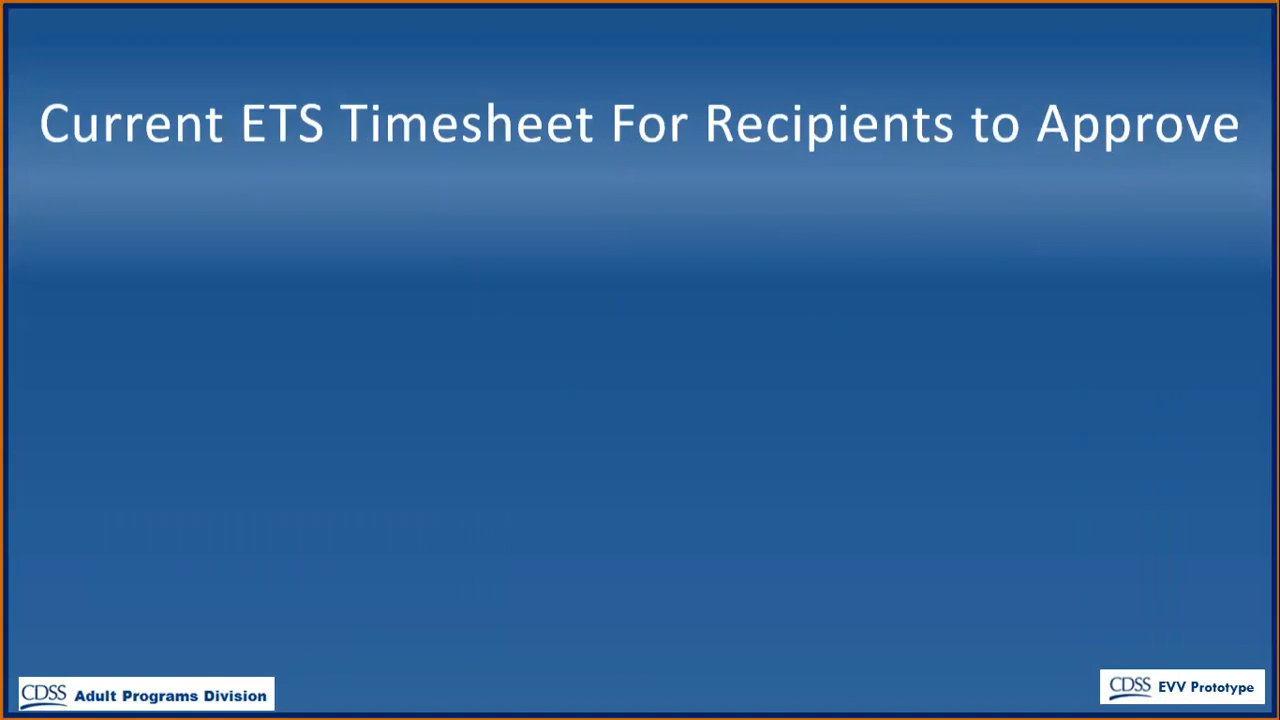 Current ETS Timesheet For Recipients to Approve
CDSS Adult Programs Division
CDSS EVV Prototype